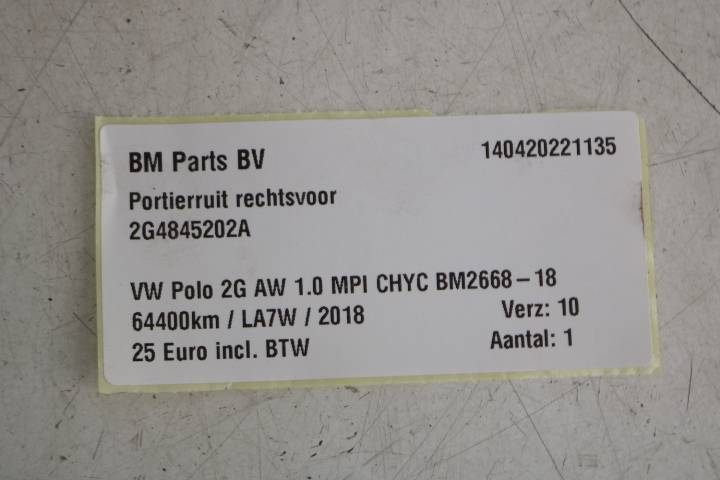 BM Parts BV 140420221135
Portierruit rechtsvoor
2G4845202A
VW Polo 2G AW 1.0 MPI CHYC BM2668-18
64400km / LA7W / 2018 Verz: 10
25 Euro incl. BTW Aantal: 1